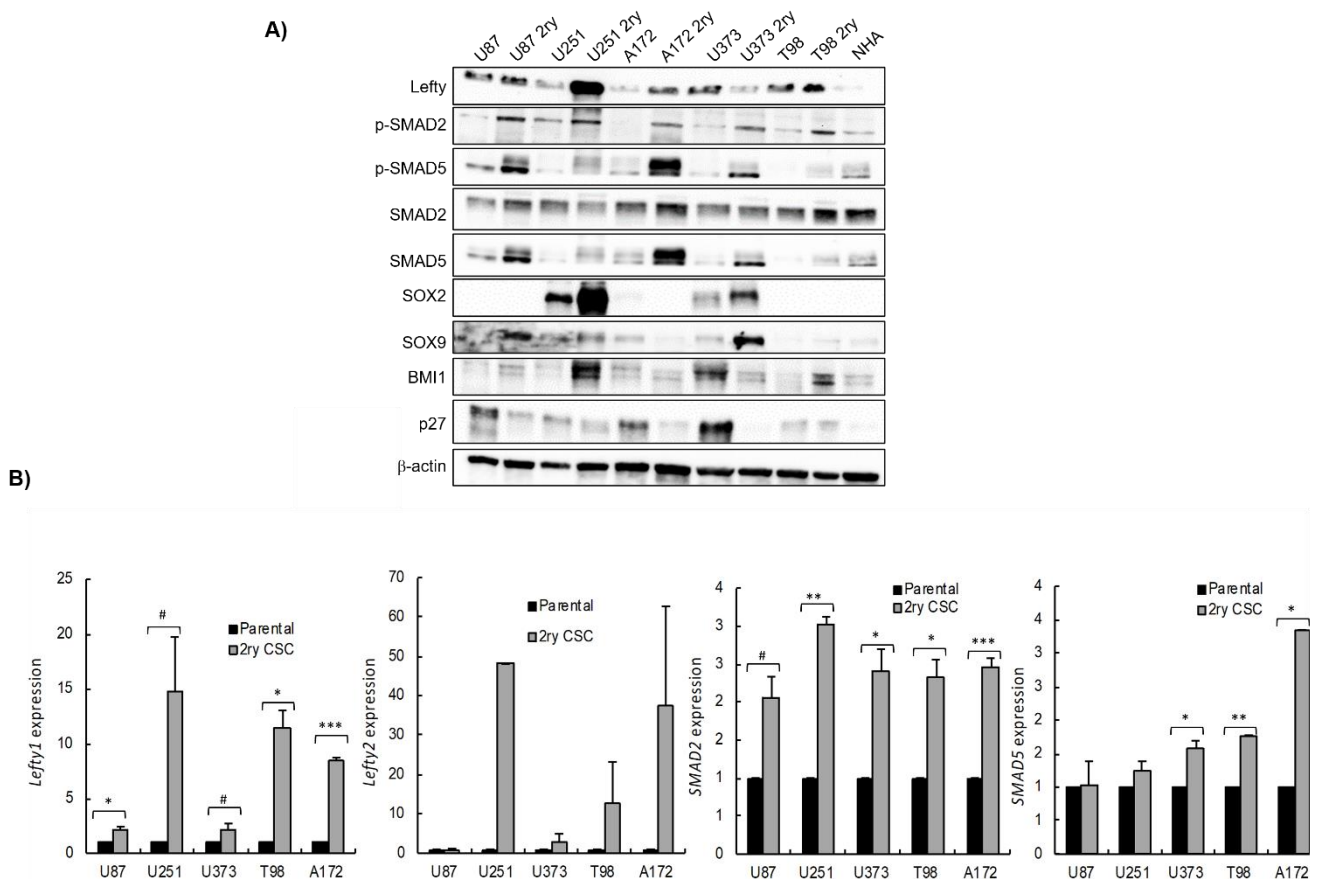 A)
U87 U87 2ry U251 U251 2ry A172 A172 2ry U373 U373 2ry T98 T98 2ry NHA
Lefty
p-SMAD2
p-SMAD5
SMAD2
SMAD5
SOX2
SOX9
BMI1
p27
β-actin
B)
Lefty1 expression
25
20
15
10
5
0
*
#
#
*
***
Parental
2ry CSC
U87 U251 U373 T98 A172
Lefty2 expression
70
60
50
40
30
20
10
0
Parental
2ry CSC
U87 U251 U373 T98 A172
SMAD2 expression
4
3
3
2
2
1
1
0
#
**
*
*
***
Parental
2ry CSC
U87 U251 U373 T98 A172
SMAD5 expression
4
4
3
3
2
2
1
1
0
*
**
*
Parental
2ry CSC
U87 U251 U373 T98 A172